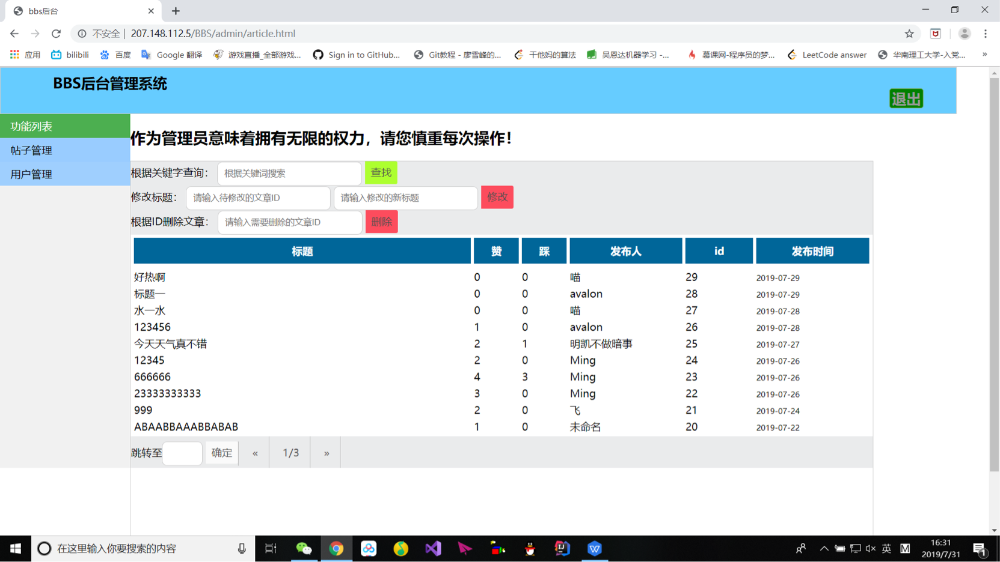 bbs后台
不安全 | 207.148.112.5/BBS/admin/article.html
应用 bilibili 百度 Google 翻译 游戏直播_全部游戏... Sign in to GitHub... Git教程 - 廖雪峰的... 干他妈的算法 吴恩达机器学习 -... 慕课网-程序员的梦... LeetCode answer 华南理工大学-入党... »
BBS后台管理系统
退出
功能列表
帖子管理
用户管理
作为管理员意味着拥有无限的权力，请您慎重每次操作！
根据关键字查询： 根据关键词搜索 查找
修改标题： 请输入待修改的文章ID 请输入修改的新标题 修改
根据ID删除文章： 请输入需要删除的文章ID 删除
标题 赞 踩 发布人 id 发布时间
好热啊 0 0 喵 29 2019-07-29
标题一 0 0 avalon 28 2019-07-29
水一水 0 0 喵 27 2019-07-28
123456 1 0 avalon 26 2019-07-28
今天天气真不错 2 1 明凯不做暗事 25 2019-07-27
12345 2 0 Ming 24 2019-07-26
666666 4 3 Ming 23 2019-07-26
23333333333 3 0 Ming 22 2019-07-26
999 2 0 飞 21 2019-07-24
ABAABBAAABBABAB 1 0 未命名 20 2019-07-22
跳转至 确定 « 1/3 »
在这里输入你要搜索的内容
英 M
16:31
2019/7/31
1